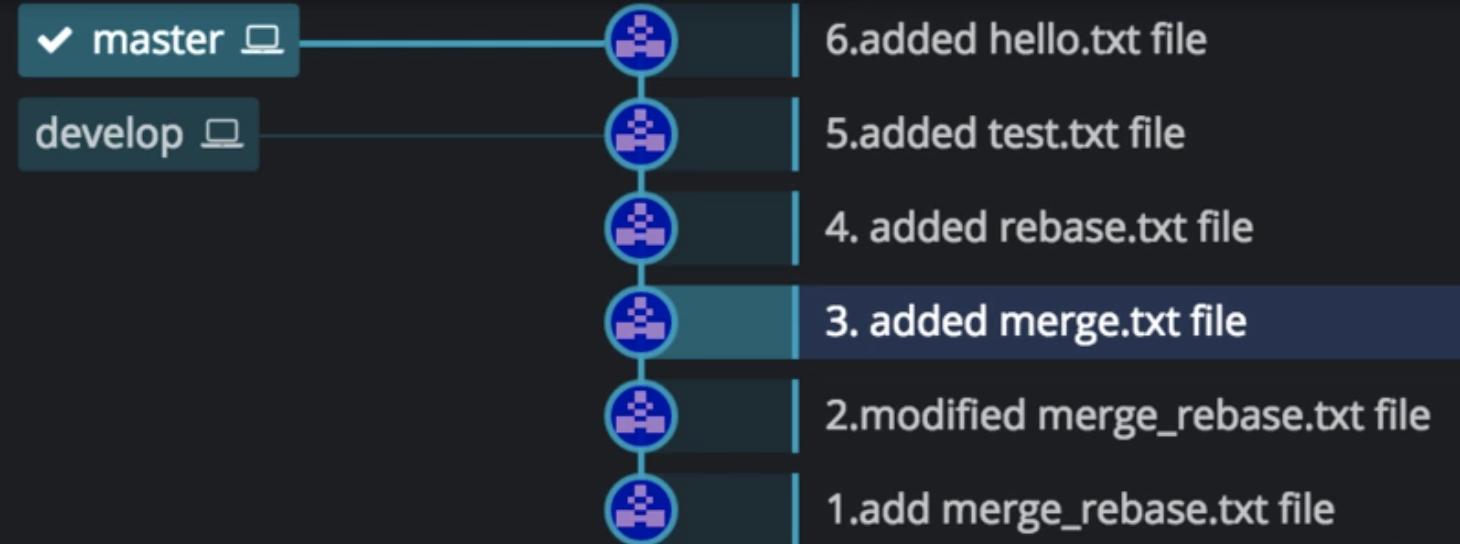 master
6.added hello.txt file
develop
5.added test.txt file
4. added rebase.txt file
3. added merge.txt file
2.modified merge_rebase.txt file
1.add merge_rebase.txt file